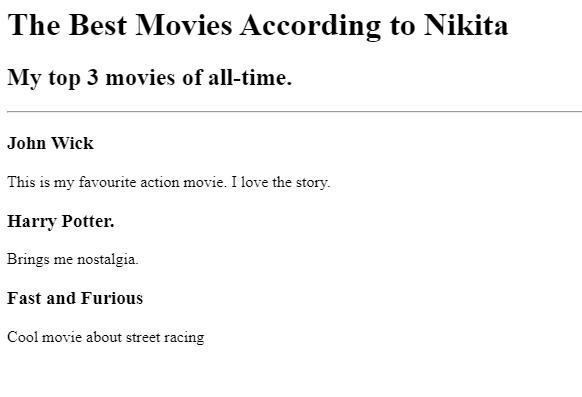 The Best Movies According to Nikita
My top 3 movies of all-time.
John Wick
This is my favourite action movie. I love the story.
Harry Potter.
Brings me nostalgia.
Fast and Furious
Cool movie about street racing